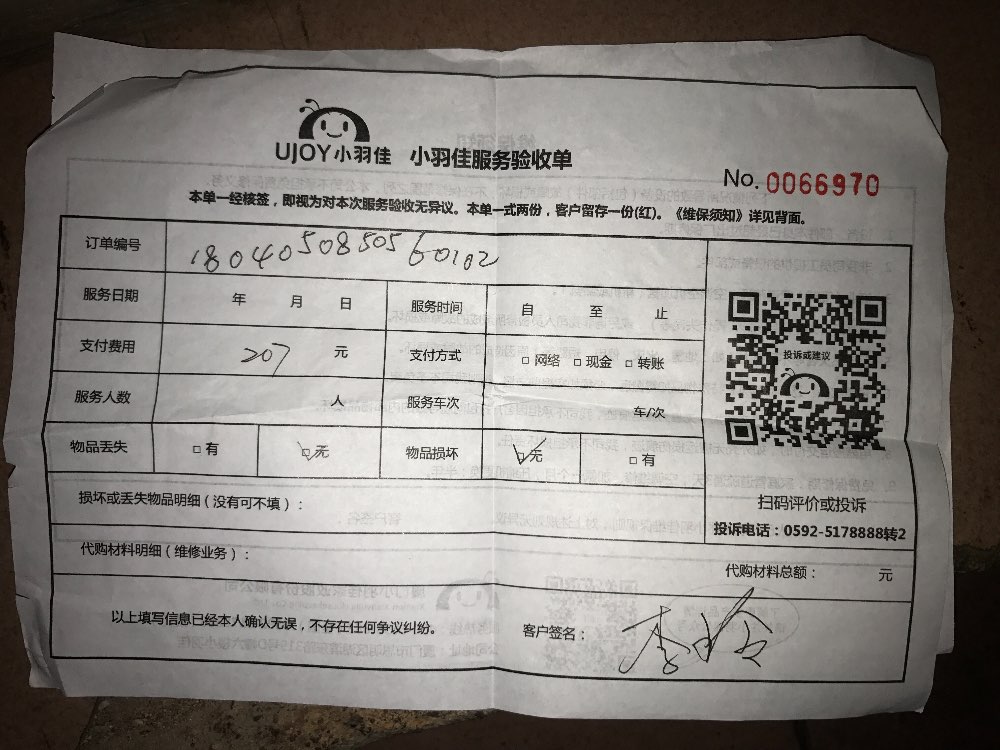 UJOY小羽佳 小羽佳服务验收单
No. 0066970
本单一经核签，即视为对本次服务验收无异议。本单一式两份，客户留存一份(红)。《维保须知》详见背面。
订单编号 1804050850560102
服务日期 年 月 日 服务时间 自 至 止
支付费用 207 元 支付方式 □ 网络 □ 现金 □ 转账
投诉或建议
服务人数 人 服务车次 车/次
物品丢失 □ 有 ☑无 物品损坏 ☑无 □ 有
损坏或丢失物品明细（没有可不填）：
扫码评价或投诉
投诉电话：0592-5178888转2
代购材料明细（维修业务）：
代购材料总额： 元
以上填写信息已经本人确认无误，不存在任何争议纠纷。
客户签名：